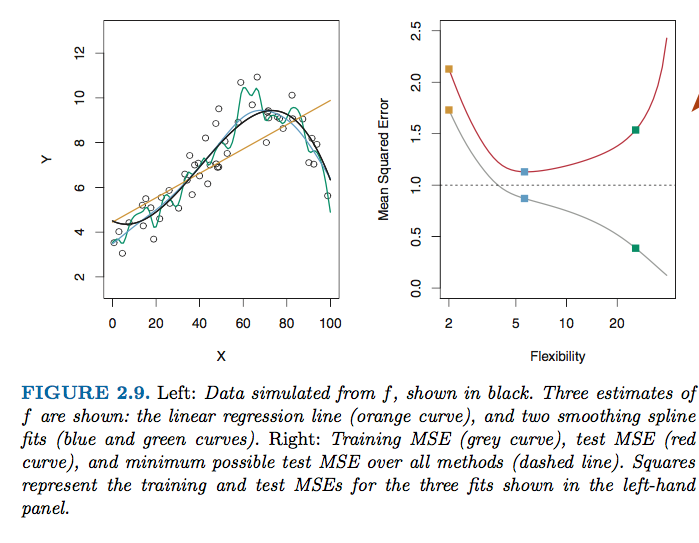 Y
2
4
6
8
10
12
0
20
40
60
80
100
X
Mean Squared Error
0.0
0.5
1.0
1.5
2.0
2.5
2
5
10
20
Flexibility
FIGURE 2.9. Left: Data simulated from f, shown in black. Three estimates of
f are shown: the linear regression line (orange curve), and two smoothing spline
fits (blue and green curves). Right: Training MSE (grey curve), test MSE (red
curve), and minimum possible test MSE over all methods (dashed line). Squares
represent the training and test MSEs for the three fits shown in the left-hand
panel.